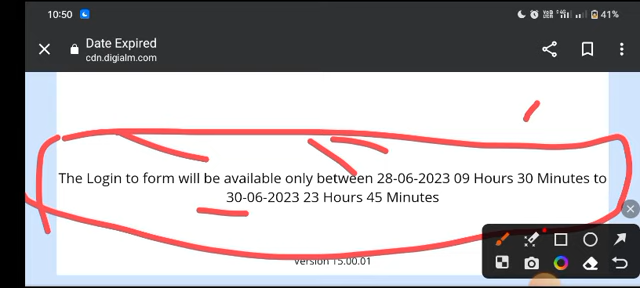 10:50 41%
Date Expired
cdn.digialm.com
The Login to form will be available only between 28-06-2023 09 Hours 30 Minutes to
30-06-2023 23 Hours 45 Minutes
Version 15.00.01